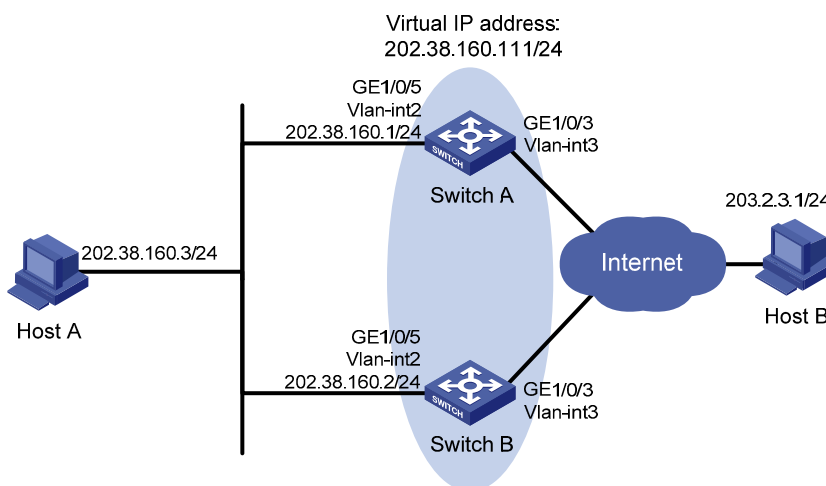 Virtual IP address:
202.38.160.111/24
GE1/0/5
Vlan-int2
202.38.160.1/24
GE1/0/3
Vlan-int3
SWITCH
Switch A
202.38.160.3/24
Host A
Internet
203.2.3.1/24
Host B
GE1/0/5
Vlan-int2
202.38.160.2/24
GE1/0/3
Vlan-int3
SWITCH
Switch B